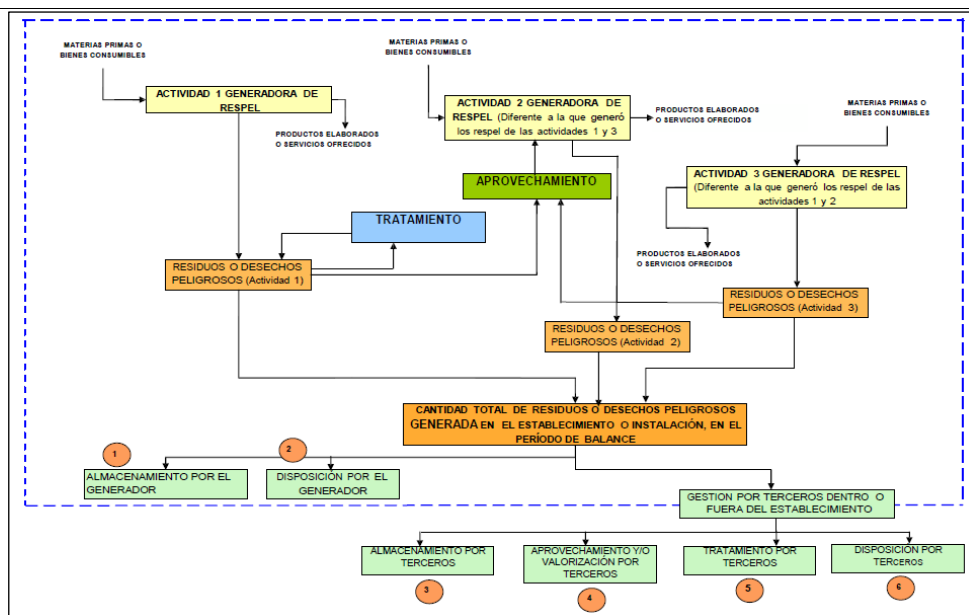 MATERIAS PRIMAS O
BIENES CONSUMIBLES
MATERIAS PRIMAS O
BIENES CONSUMIBLES
ACTIVIDAD 1 GENERADORA DE
RESPEL
ACTIVIDAD 2 GENERADORA DE
RESPEL (Diferente a la que generó
los respel de las actividades 1 y 3)
PRODUCTOS ELABORADOS
O SERVICIOS OFRECIDOS
MATERIAS PRIMAS O
BIENES CONSUMIBLES
PRODUCTOS ELABORADOS
O SERVICIOS OFRECIDOS
APROVECHAMIENTO
ACTIVIDAD 3 GENERADORA DE RESPEL
(Diferente a la que generó los respel de las
actividades 1 y 2)
TRATAMIENTO
PRODUCTOS ELABORADOS
O SERVICIOS OFRECIDOS
RESIDUOS O DESECHOS
PELIGROSOS (Actividad 1)
RESIDUOS O DESECHOS
PELIGROSOS (Actividad 3)
RESIDUOS O DESECHOS
PELIGROSOS (Actividad 2)
CANTIDAD TOTAL DE RESIDUOS O DESECHOS PELIGROSOS
GENERADA EN EL ESTABLECIMIENTO O INSTALACIÓN, EN EL
PERÍODO DE BALANCE
1
2
ALMACENAMIENTO POR EL
GENERADOR
DISPOSICIÓN POR EL
GENERADOR
GESTION POR TERCEROS DENTRO O
FUERA DEL ESTABLECIMIENTO
ALMACENAMIENTO POR
TERCEROS
APROVECHAMIENTO Y/O
VALORIZACIÓN POR
TERCEROS
TRATAMIENTO POR
TERCEROS
DISPOSICIÓN POR
TERCEROS
3
4
5
6